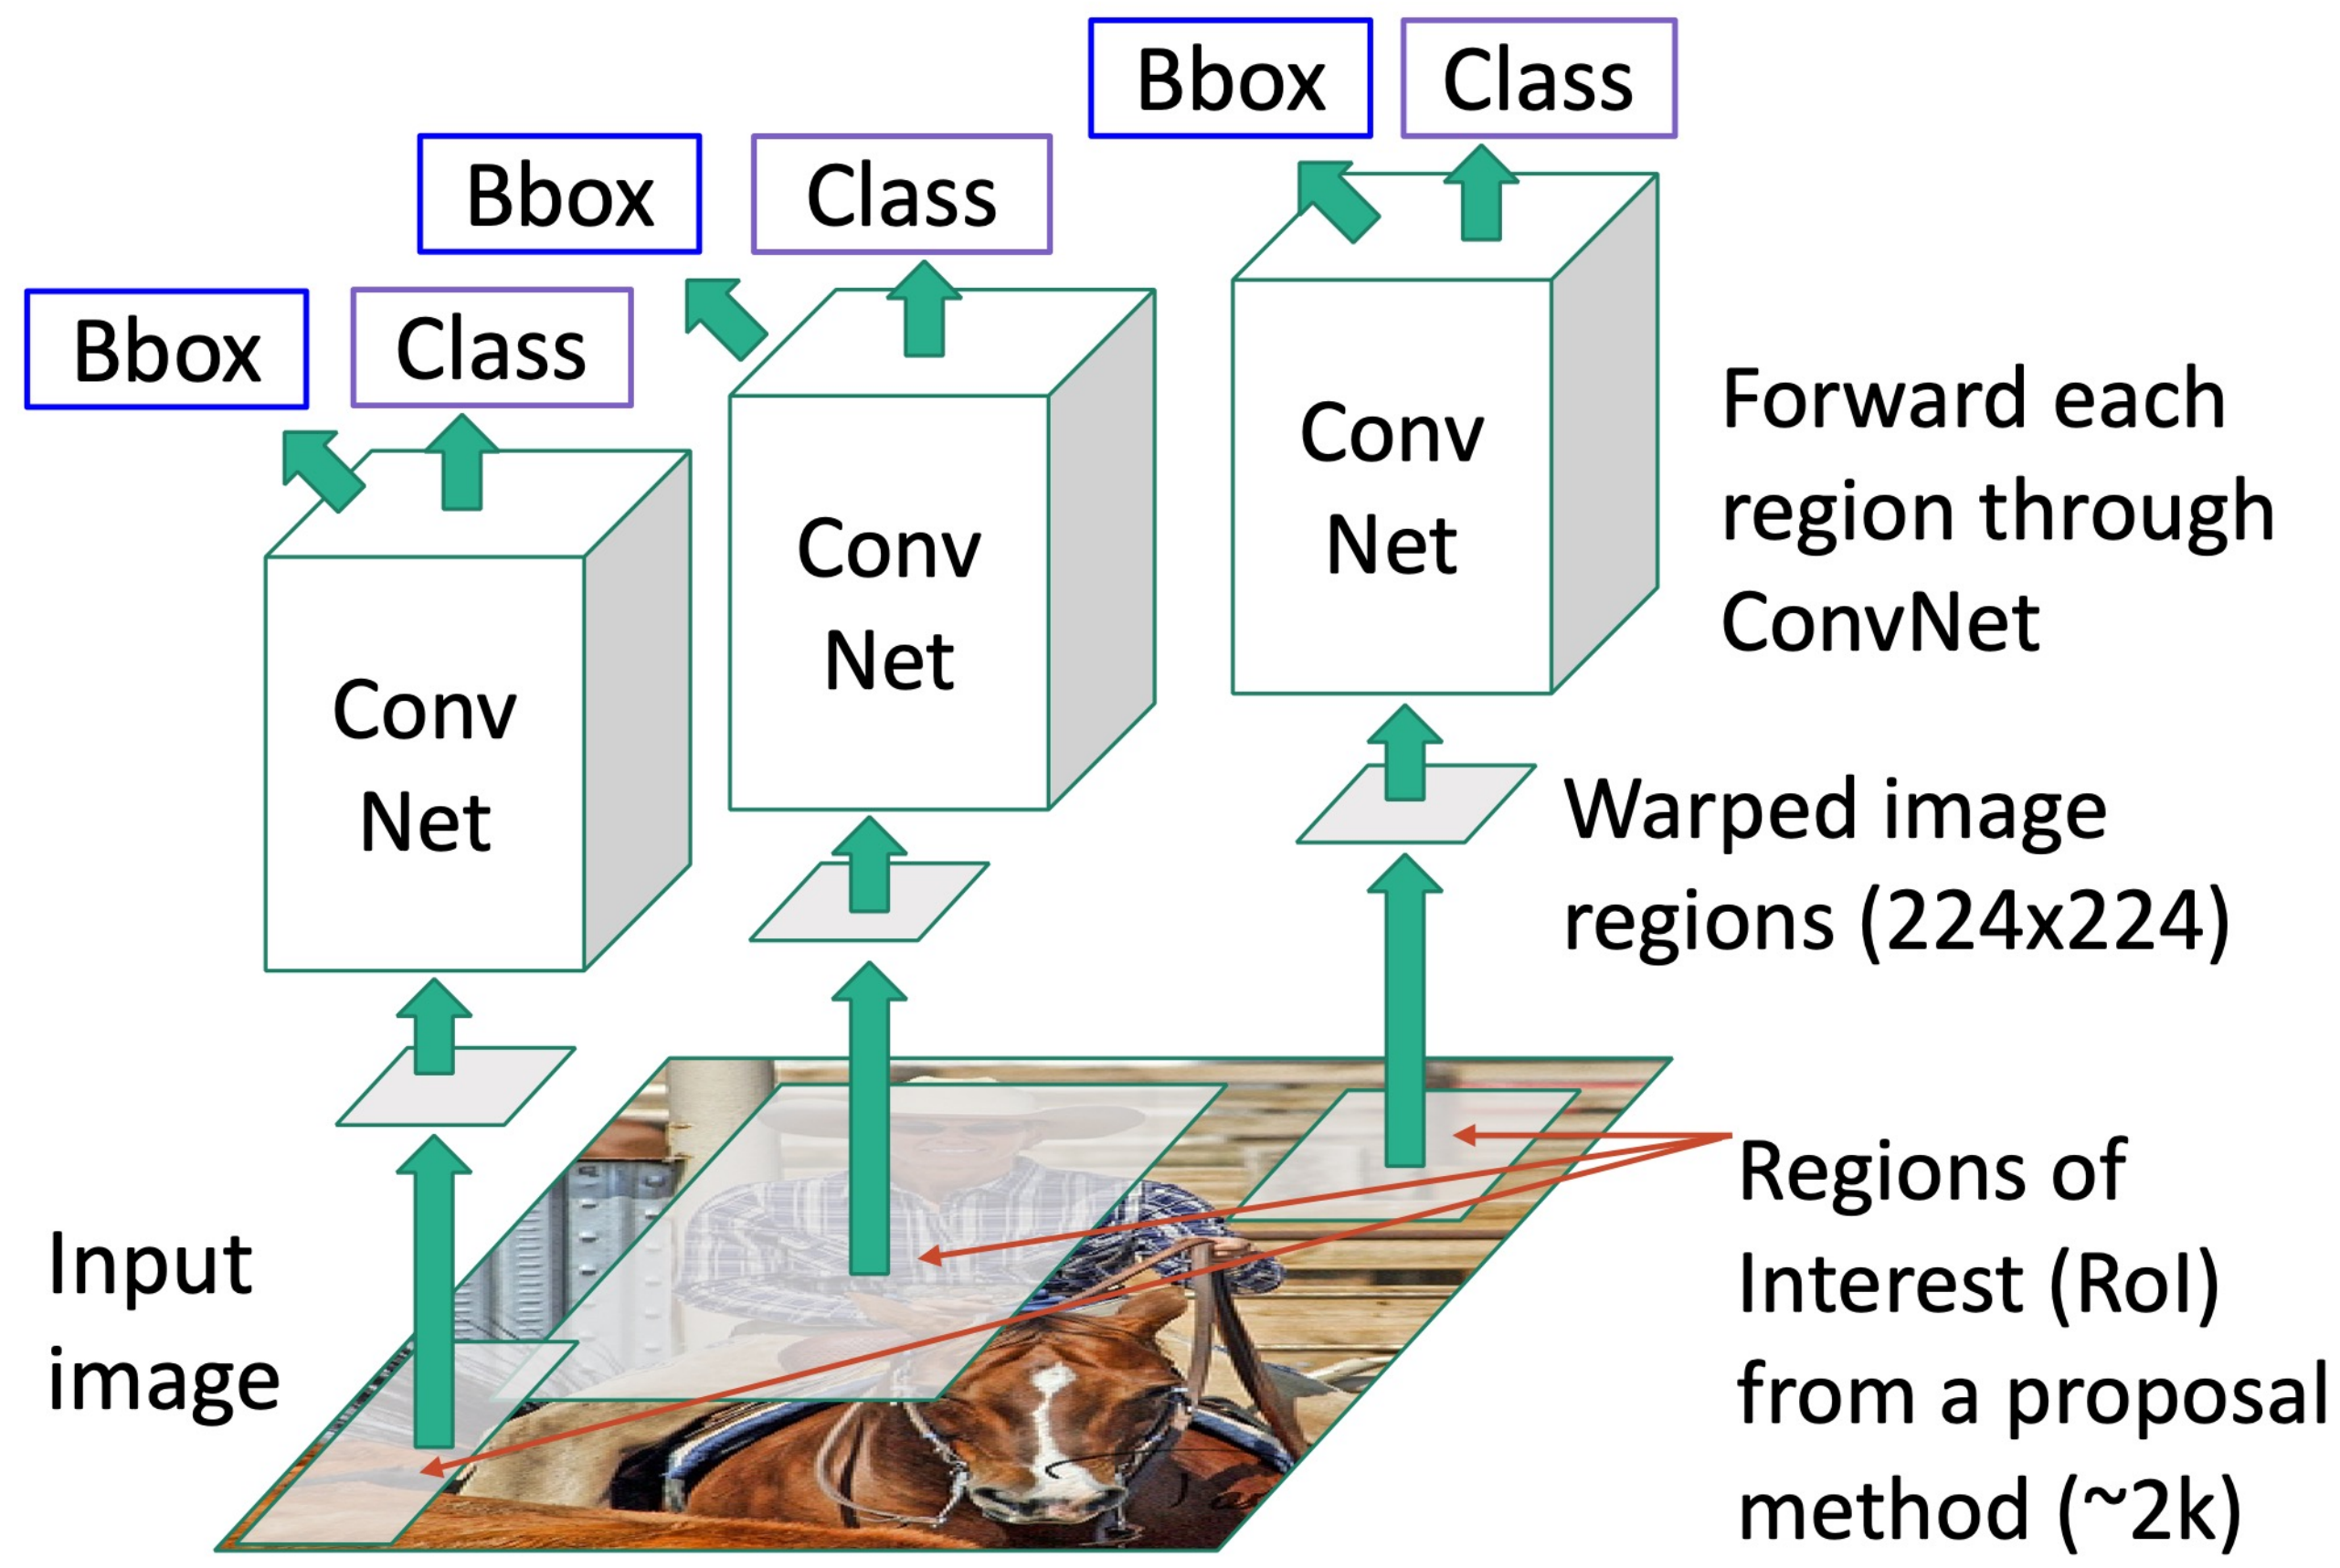 Bbox
Class
Bbox
Class
Bbox
Class
Conv
Net
Conv
Net
Conv
Net
Forward each
region through
ConvNet
Warped image
regions (224x224)
Input
image
Regions of
Interest (RoI)
from a proposal
method (~2k)